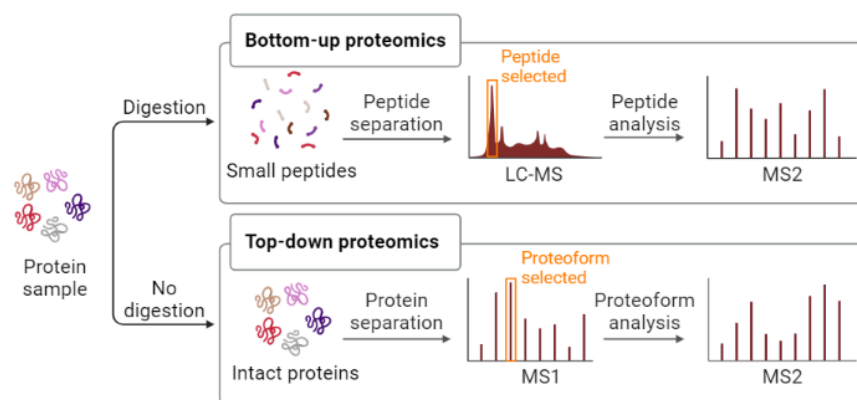 Bottom-up proteomics
Peptide
selected
Digestion
Peptide
separation
Peptide
analysis
Small peptides
LC-MS
MS2
Protein
sample
Top-down proteomics
Proteoform
selected
No
digestion
Protein
separation
Proteoform
analysis
Intact proteins
MS1
MS2